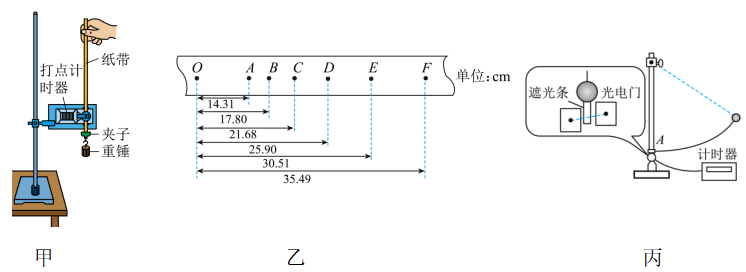 纸带
打点计
时器
夹子
重锤
甲
O A B C D E F
单位:cm
14.31
17.80
21.68
25.90
30.51
35.49
乙
遮光条
光电门
A
计时器
丙